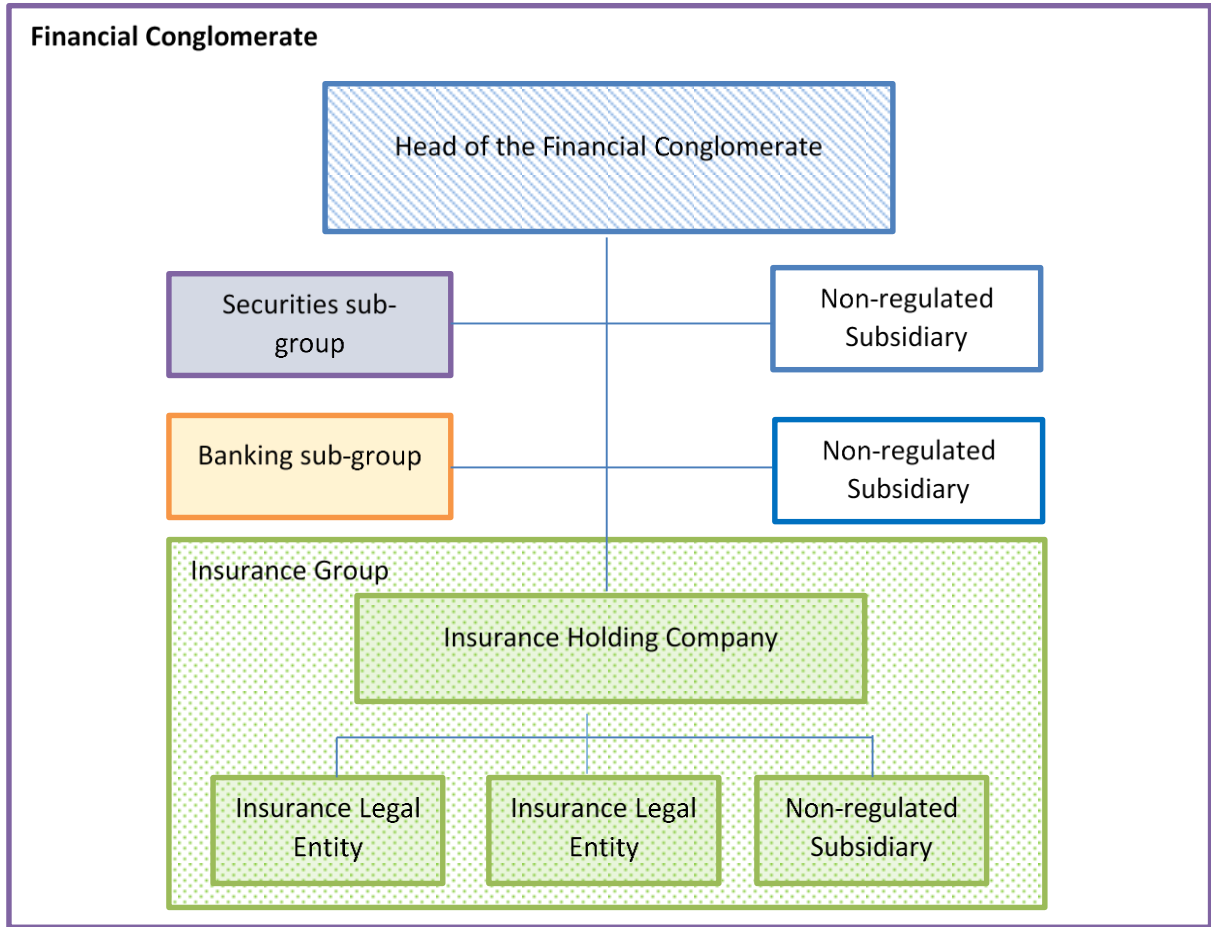 Financial Conglomerate
Head of the Financial Conglomerate
Securities sub-
group
Non-regulated
Subsidiary
Banking sub-group
Non-regulated
Subsidiary
Insurance Group
Insurance Holding Company
Insurance Legal
Entity
Insurance Legal
Entity
Non-regulated
Subsidiary